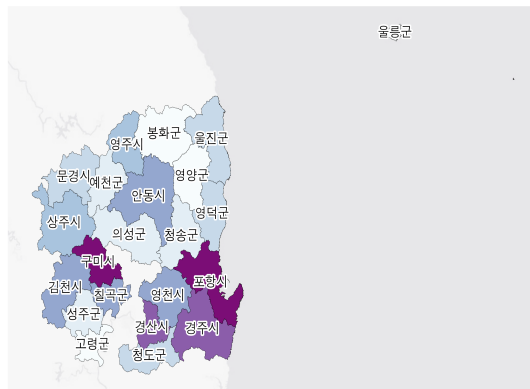 울릉군
봉화군
영주시
울진군
문경시
예천군
영양군
안동시
상주시
영덕군
의성군
청송군
구미시
포항시
김천시
칠곡군
영천시
성주군
경산시
경주시
고령군
청도군